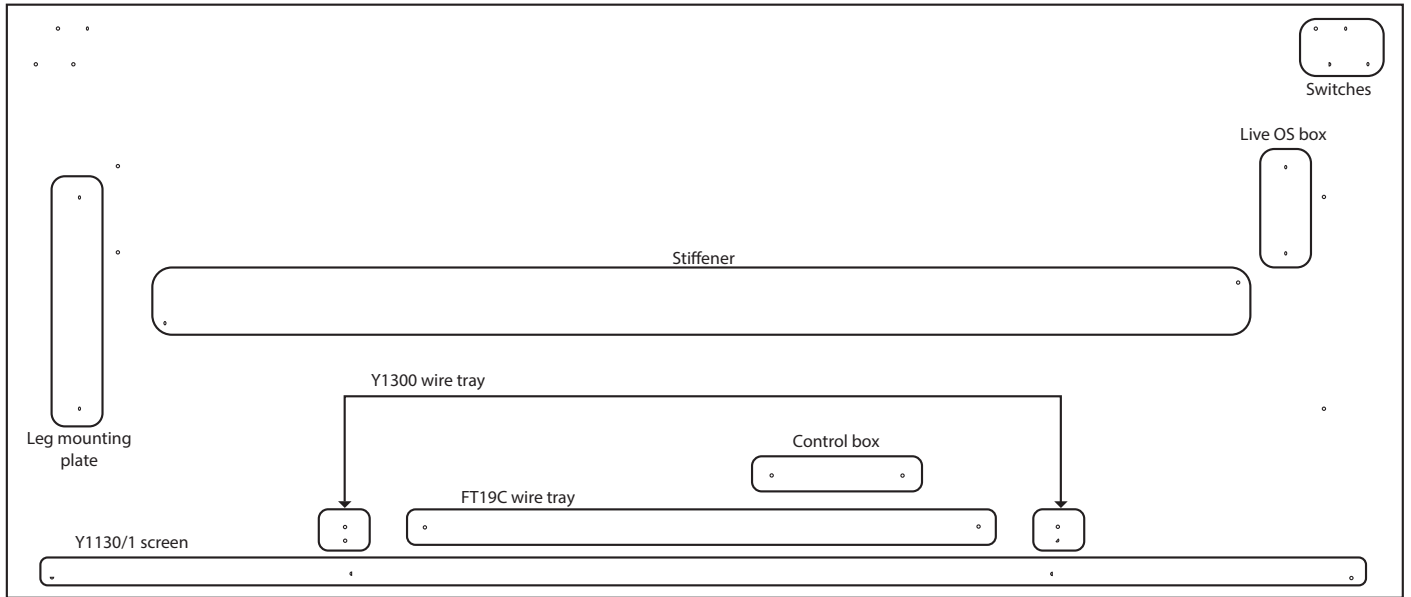 Switches
Live OS box
Stiffener
Y1300 wire tray
Leg mounting
plate
Control box
FT19C wire tray
Y1130/1 screen